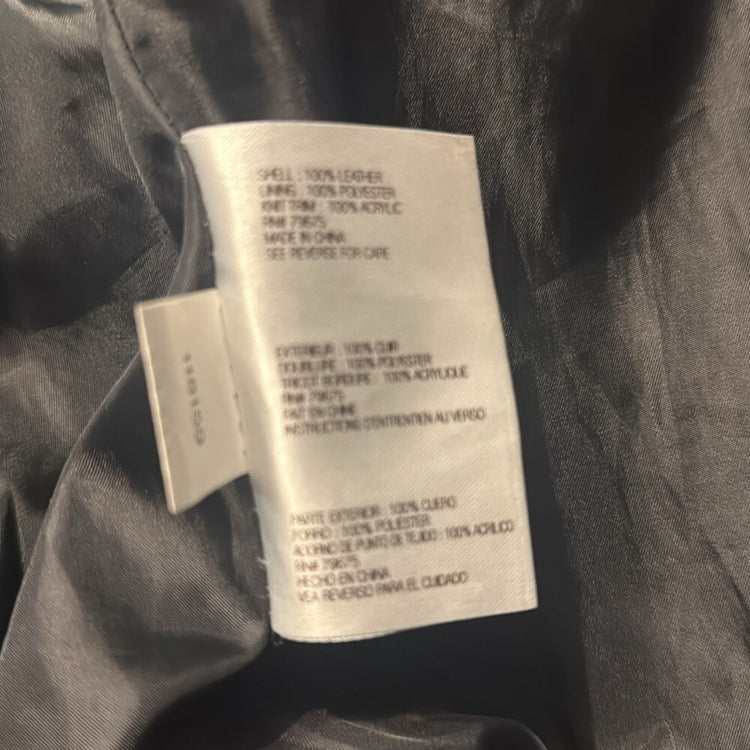 SHELL : 100% LEATHER
LINING : 100% POLYESTER
KNIT TRIM : 100% ACRYLIC
RN# 79675
MADE IN CHINA
SEE REVERSE FOR CARE
EXTERIEUR : 100% CUIR
DOUBLURE : 100% POLYESTER
TRICOT BORDURE : 100% ACRYLIQUE
RN# 79675
FAIT EN CHINE
INSTRUCTIONS D'ENTRETIEN AU VERSO
PARTE EXTERIOR : 100% CUERO
FORRO : 100% POLIESTER
ADORNO DE PUNTO DE TEJIDO : 100% ACRILICO
RN# 79675
HECHO EN CHINA
VEA REVERSO PARA EL CUIDADO